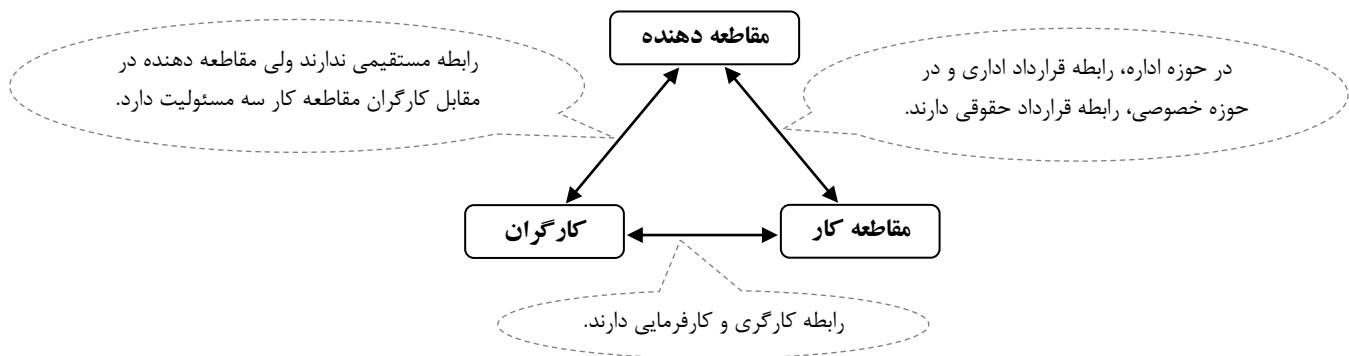 مقاطعه دهنده
در حوزه اداره، رابطه قرارداد اداری و در
حوزه خصوصی، رابطه قرارداد حقوقی دارند.
رابطه مستقیمی ندارند ولی مقاطعه دهنده در
مقابل کارگران مقاطعه کار سه مسئولیت دارد.
مقاطعه کار
کارگران
رابطه کارگری و کارفرمایی دارند.